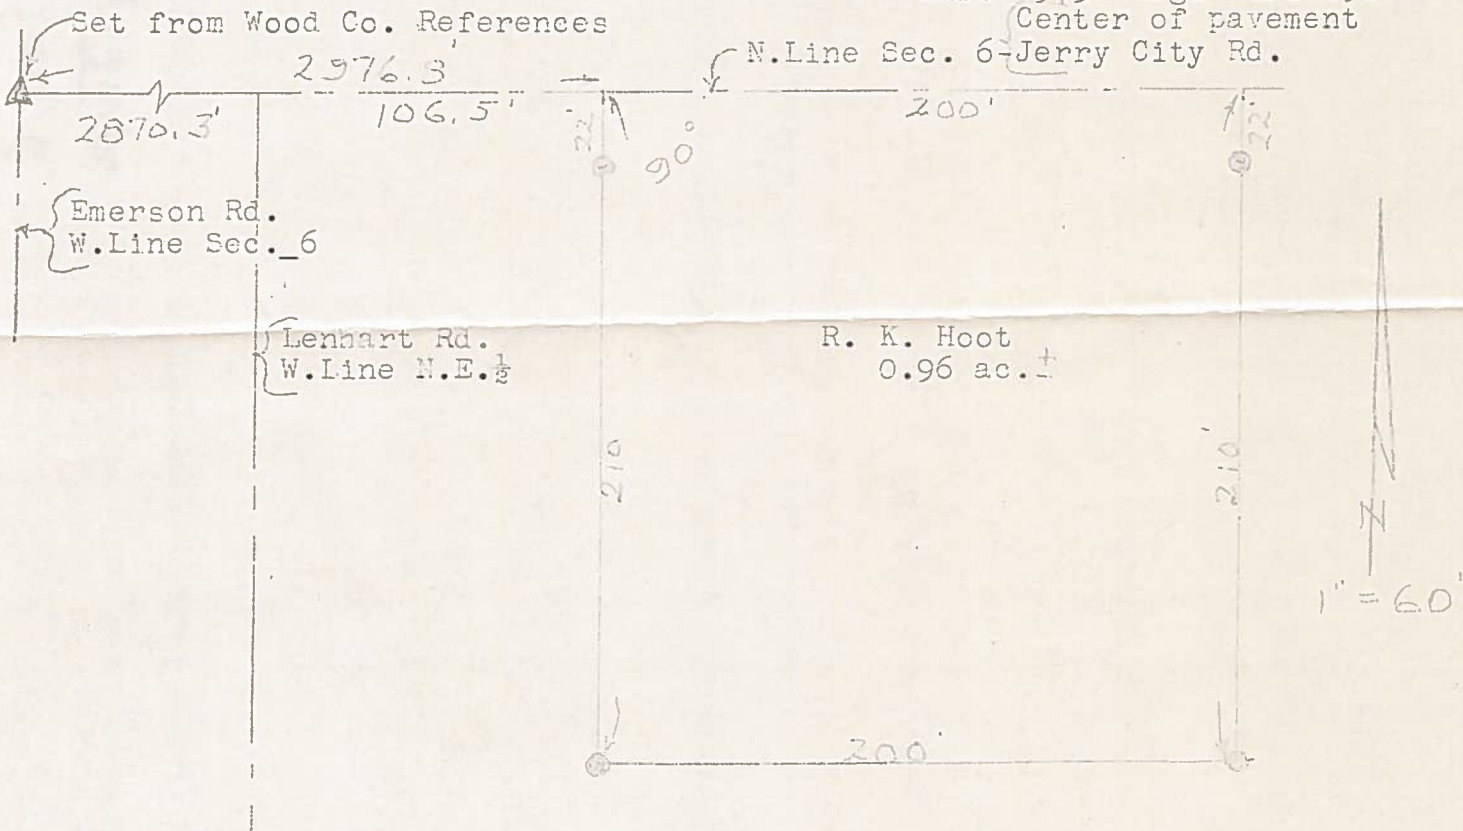 Set from Wood Co. References
Center of pavement
N.Line Sec. 6-Jerry City Rd.
2976.3'
2870.3'
106.5'
200'
22'
22'
90°
Emerson Rd.
W.Line Sec. 6
Lenhart Rd.
W.Line N.E.½
R. K. Hoot
0.96 ac.±
210'
210'
N
1" = 60'
200'